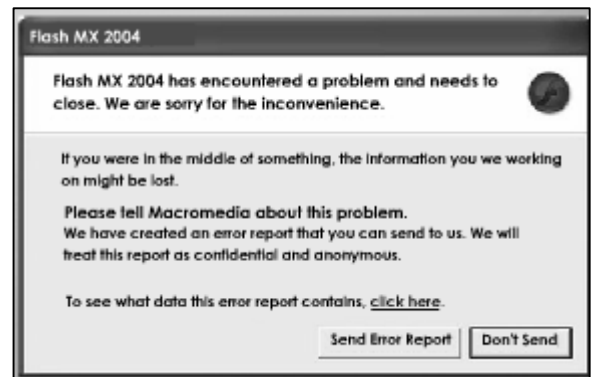 Flash MX 2004
Flash MX 2004 has encountered a problem and needs to
close. We are sorry for the inconvenience.
If you were in the middle of something, the information you we working
on might be lost.
Please tell Macromedia about this problem.
We have created an error report that you can send to us. We will
treat this report as confidential and anonymous.
To see what data this error report contains, click here.
Send Error Report Don't Send